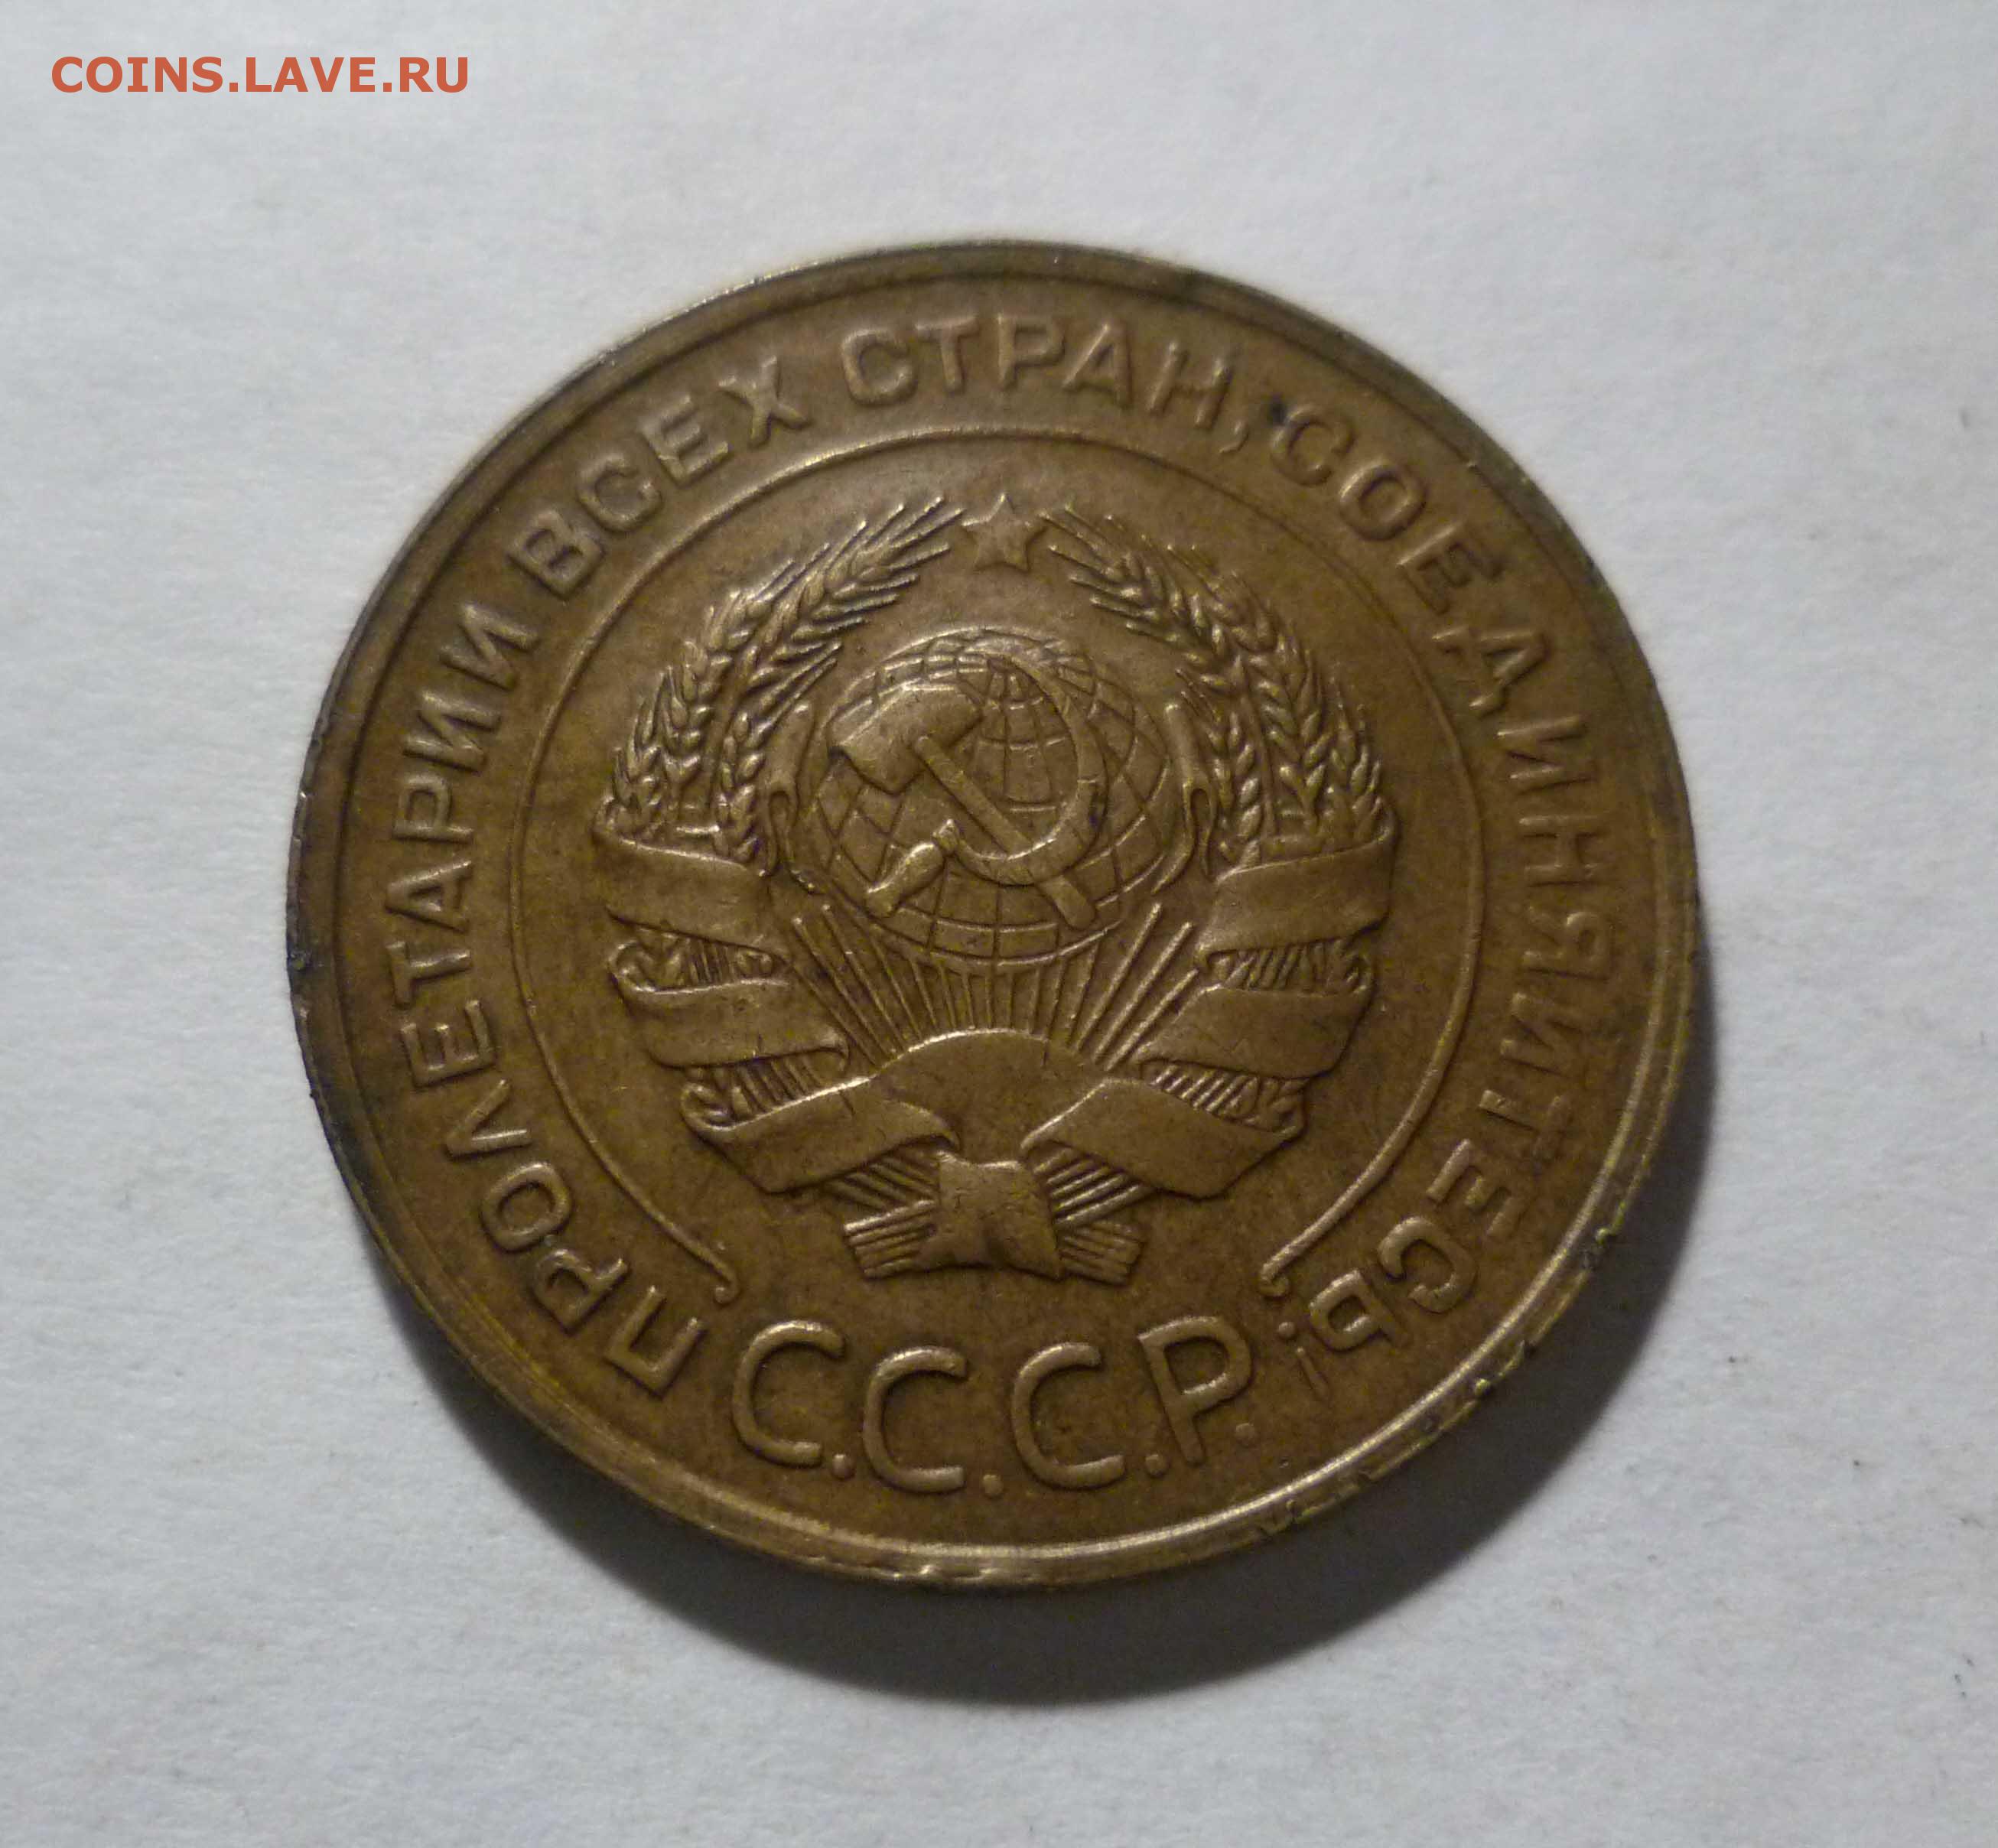 COINS.LAVE.RU
ПРОЛЕТАРИИ ВСЕХ СТРАН, СОЕДИНЯЙТЕСЬ!
С.С.С.Р.